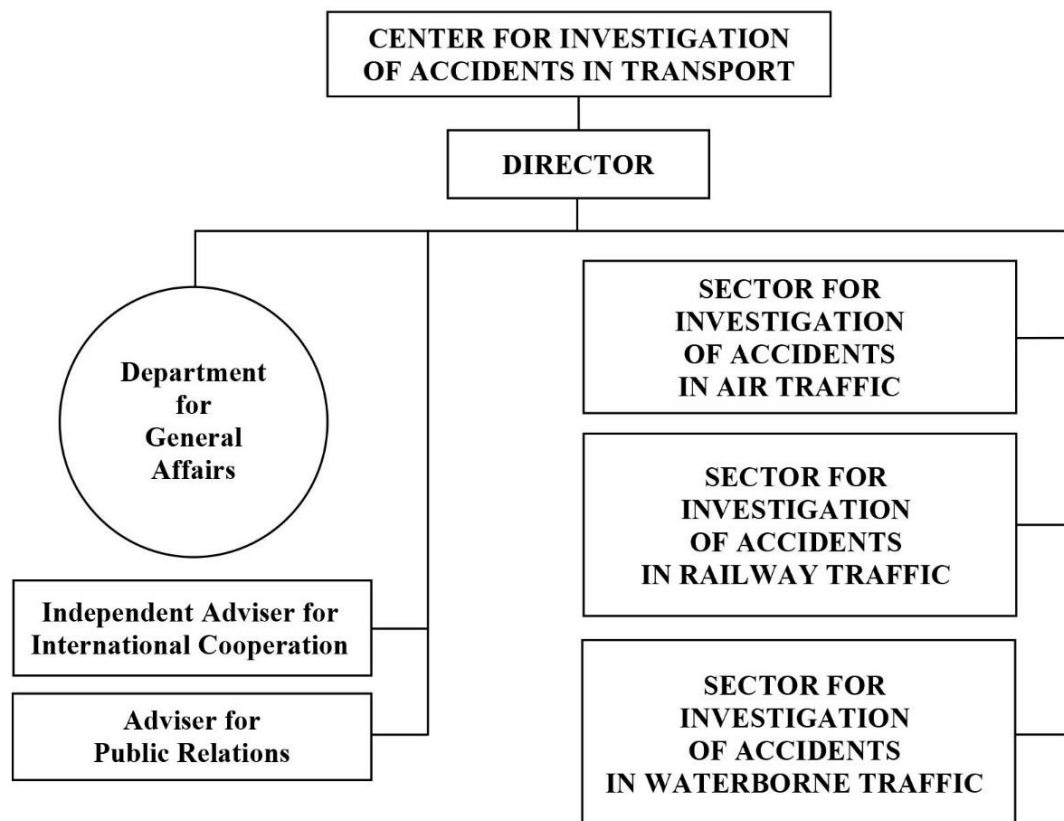 CENTER FOR INVESTIGATION
OF ACCIDENTS IN TRANSPORT
DIRECTOR
Department
for
General
Affairs
Independent Adviser for
International Cooperation
Adviser for
Public Relations
SECTOR FOR
INVESTIGATION
OF ACCIDENTS
IN AIR TRAFFIC
SECTOR FOR
INVESTIGATION
OF ACCIDENTS
IN RAILWAY TRAFFIC
SECTOR FOR
INVESTIGATION
OF ACCIDENTS
IN WATERBORNE TRAFFIC